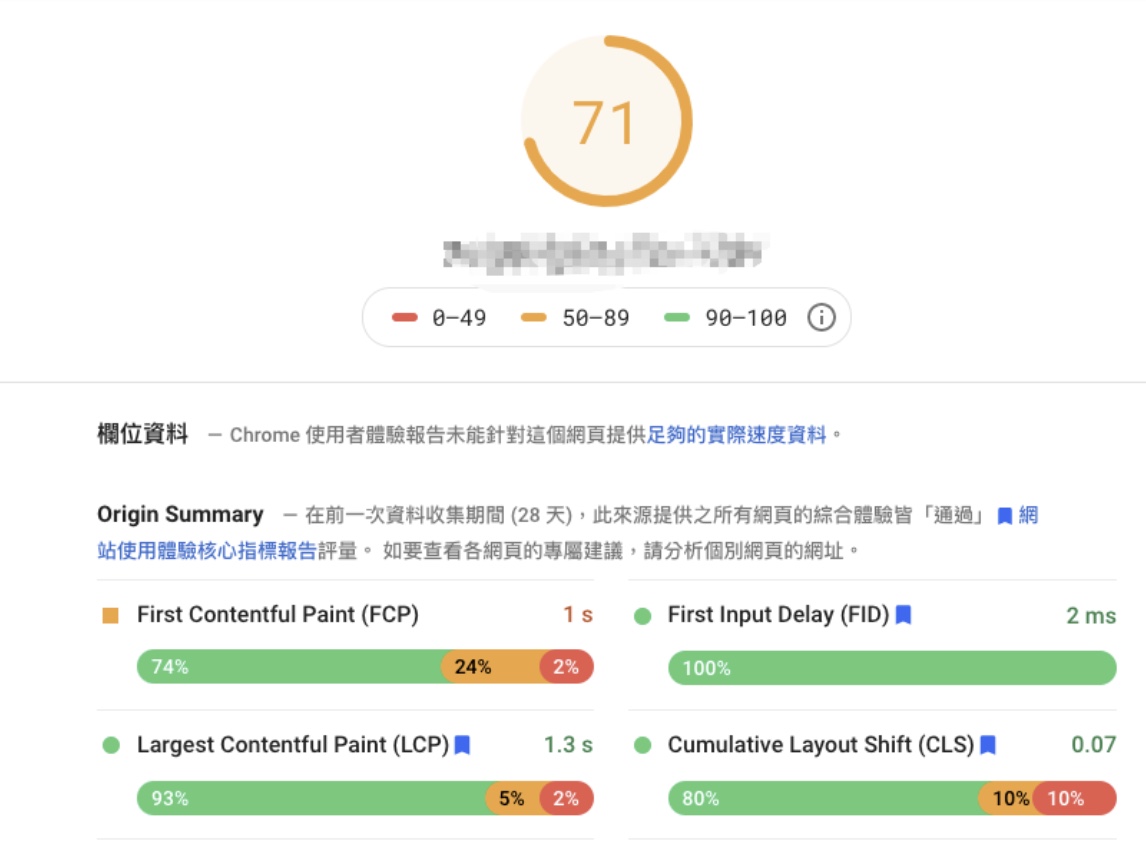 71
0–49 50–89 90–100
欄位資料 — Chrome 使用者體驗報告未能針對這個網頁提供足夠的實際速度資料。
Origin Summary — 在前一次資料收集期間 (28 天)，此來源提供之所有網頁的綜合體驗皆「通過」 網
站使用體驗核心指標報告評量。 如要查看各網頁的專屬建議，請分析個別網頁的網址。
First Contentful Paint (FCP) 1 s
74% 24% 2%
First Input Delay (FID) 2 ms
100%
Largest Contentful Paint (LCP) 1.3 s
93% 5% 2%
Cumulative Layout Shift (CLS) 0.07
80% 10% 10%